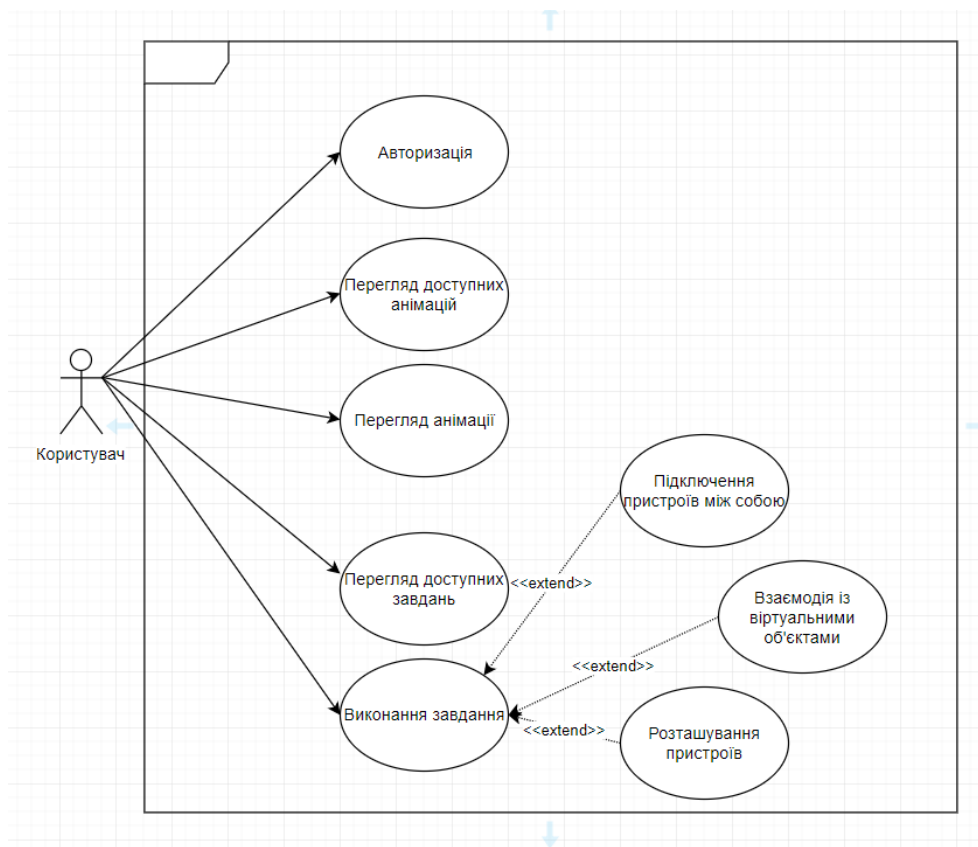 Авторизація
Перегляд доступних
анімацій
Перегляд анімації
Користувач
Підключення
пристроїв між собою
Перегляд доступних
завдань
<<extend>>
Взаємодія із
віртуальними
об'єктами
<<extend>>
Виконання завдання
<<extend>>
Розташування
пристроїв